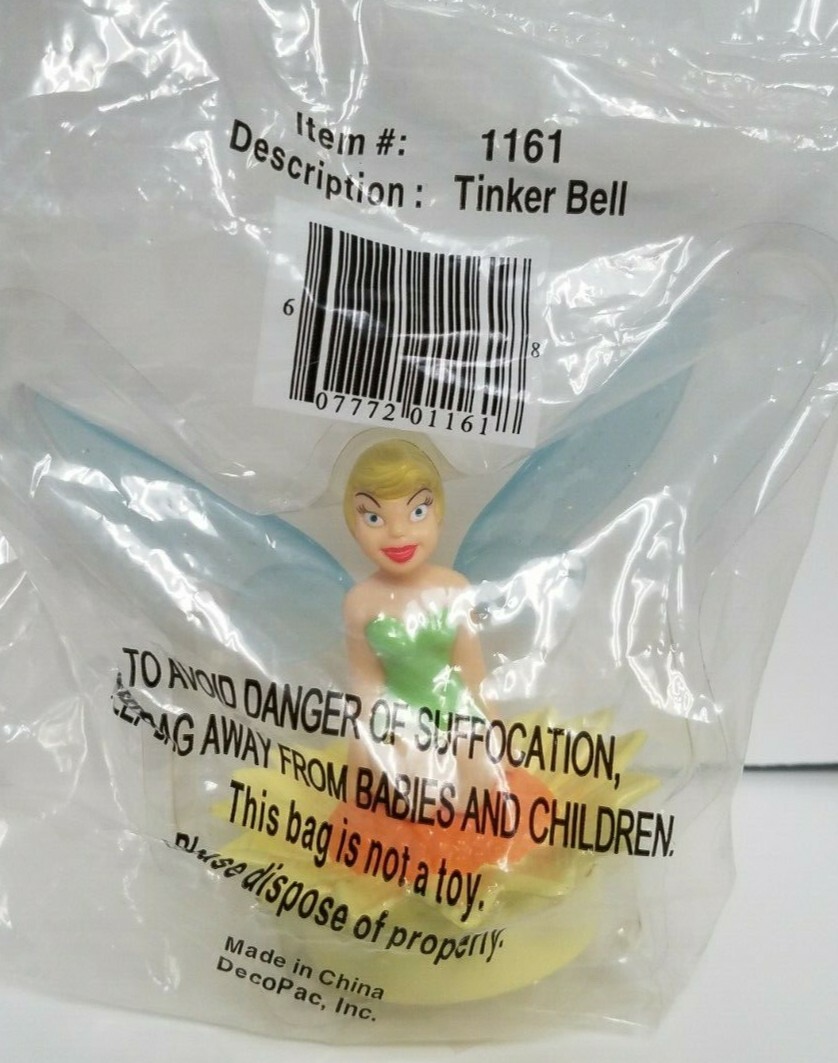 Item #: 1161
Description : Tinker Bell
6 07772 01161 8
TO AVOID DANGER OF SUFFOCATION,
AWAY FROM BABIES AND CHILDREN.
This bag is not a toy.
Please dispose of properly.
Made in China
DecoPac, Inc.